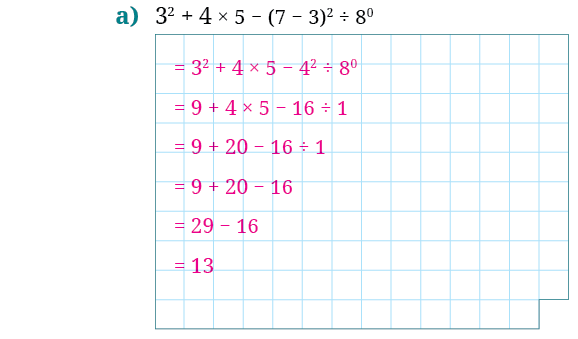 a) 3² + 4 × 5 − (7 − 3)² ÷ 8⁰
= 3² + 4 × 5 − 4² ÷ 8⁰
= 9 + 4 × 5 − 16 ÷ 1
= 9 + 20 − 16 ÷ 1
= 9 + 20 − 16
= 29 − 16
= 13